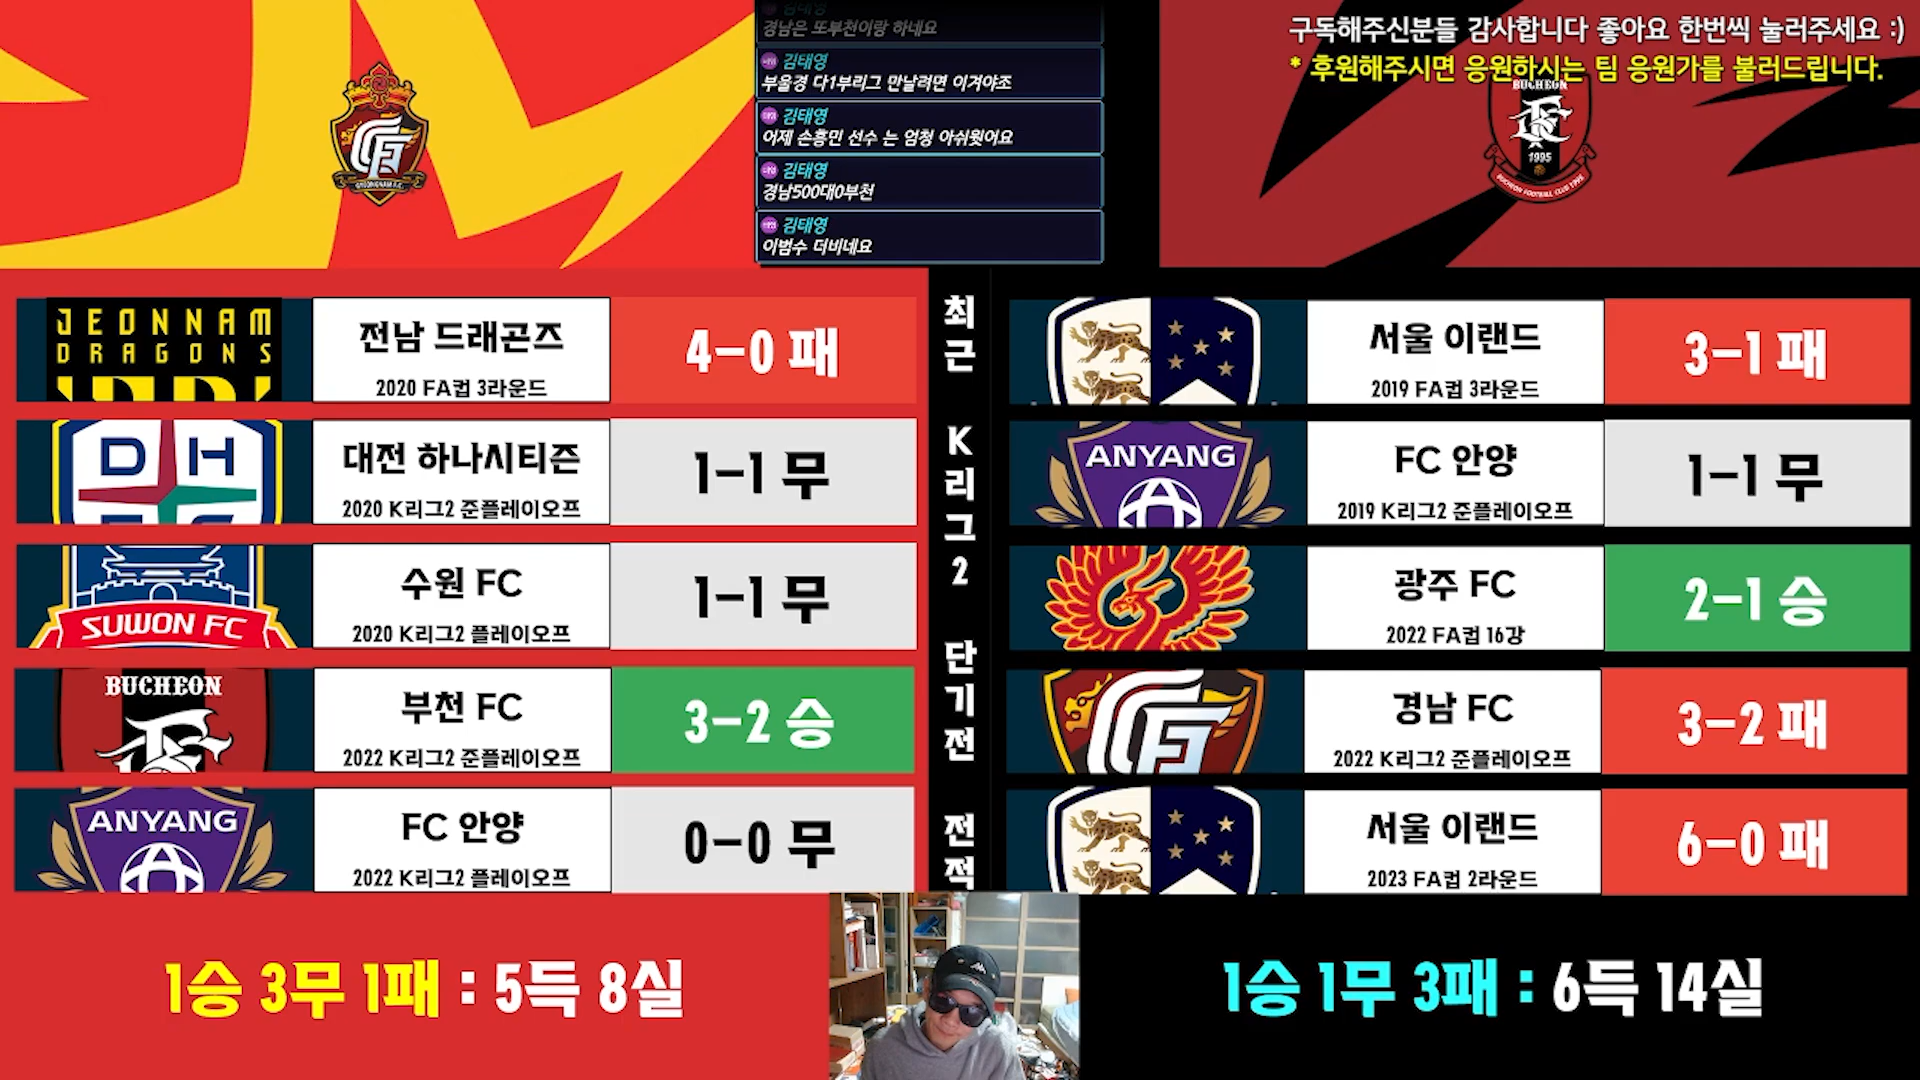 경남은 또부천이랑 하네요
김태영
부울경 다1부리그 만날려면 이겨야조
김태영
어제 손흥민 선수 는 엄청 아쉬웟어요
김태영
경남500대0부천
김태영
이범수 더비네요
구독해주신분들 감사합니다 좋아요 한번씩 눌러주세요 :)
* 후원해주시면 응원하시는 팀 응원가를 불러드립니다.
GYEONGNAM F.C.
BUCHEON
1995
BUCHEON FOOTBALL CLUB 1995
최근 K리그2 단기전 전적
JEONNAM
DRAGONS
전남 드래곤즈
2020 FA컵 3라운드
4-0 패
D H
대전 하나시티즌
2020 K리그2 준플레이오프
1-1 무
SUWON FC
수원 FC
2020 K리그2 플레이오프
1-1 무
BUCHEON
부천 FC
2022 K리그2 준플레이오프
3-2 승
ANYANG
FC 안양
2022 K리그2 플레이오프
0-0 무
1승 3무 1패 : 5득 8실
서울 이랜드
2019 FA컵 3라운드
3-1 패
ANYANG
FC 안양
2019 K리그2 준플레이오프
1-1 무
광주 FC
2022 FA컵 16강
2-1 승
경남 FC
2022 K리그2 준플레이오프
3-2 패
서울 이랜드
2023 FA컵 2라운드
6-0 패
1승 1무 3패 : 6득 14실